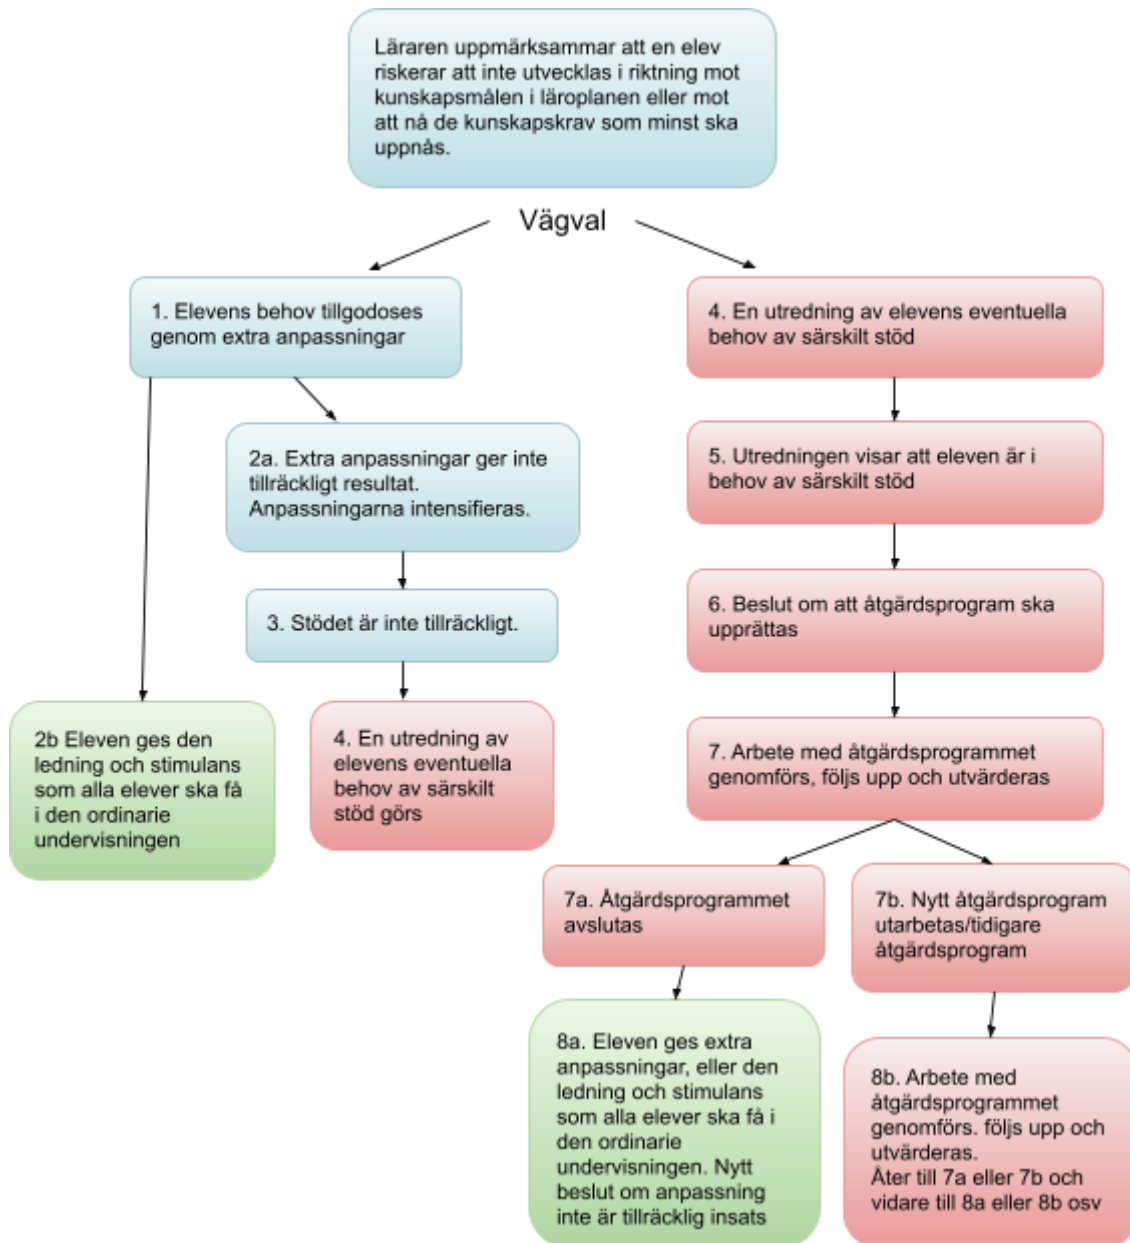 Läraren uppmärksammar att en elev
riskerar att inte utvecklas i riktning mot
kunskapsmålen i läroplanen eller mot
att nå de kunskapskrav som minst ska
uppnås.
Vägval
1. Elevens behov tillgodoses
genom extra anpassningar
2a. Extra anpassningar ger inte
tillräckligt resultat.
Anpassningarna intensifieras.
3. Stödet är inte tillräckligt.
2b Eleven ges den
ledning och stimulans
som alla elever ska få
i den ordinarie
undervisningen
4. En utredning av
elevens eventuella
behov av särskilt
stöd görs
4. En utredning av elevens eventuella
behov av särskilt stöd
5. Utredningen visar att eleven är i
behov av särskilt stöd
6. Beslut om att åtgärdsprogram ska
upprättas
7. Arbete med åtgärdsprogrammet
genomförs, följs upp och utvärderas
7a. Åtgärdsprogrammet
avslutas
7b. Nytt åtgärdsprogram
utarbetas/tidigare
åtgärdsprogram
8a. Eleven ges extra
anpassningar, eller den
ledning och stimulans
som alla elever ska få i
den ordinarie
undervisningen. Nytt
beslut om anpassning
inte är tillräcklig insats
8b. Arbete med
åtgärdsprogrammet
genomförs. följs upp och
utvärderas.
Åter till 7a eller 7b och
vidare till 8a eller 8b osv